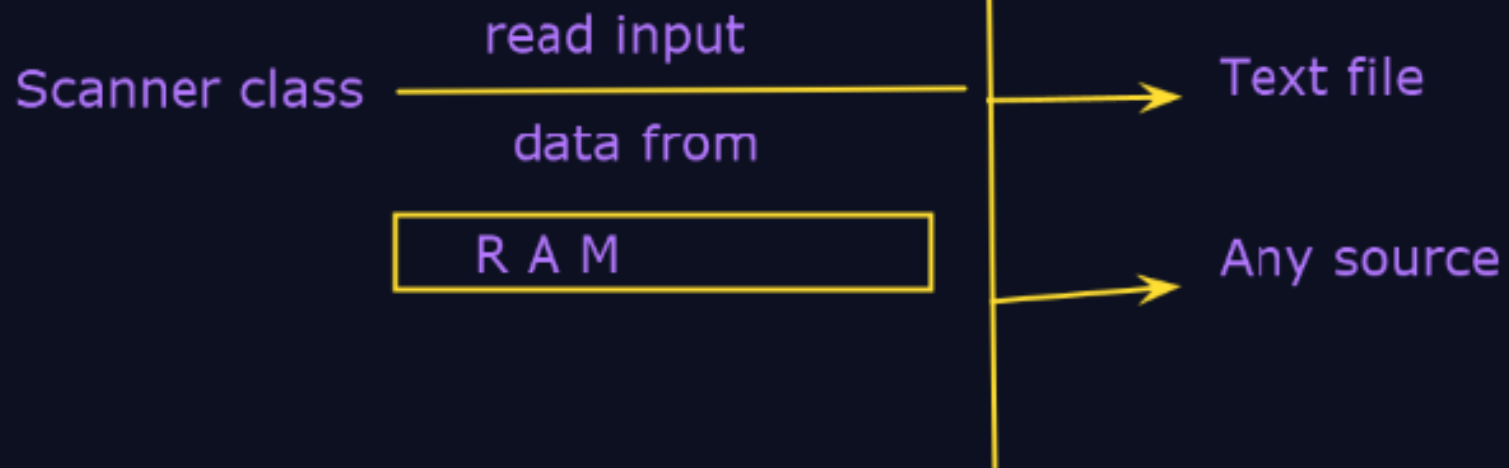 read input
Scanner class
Text file
data from
R A M
Any source